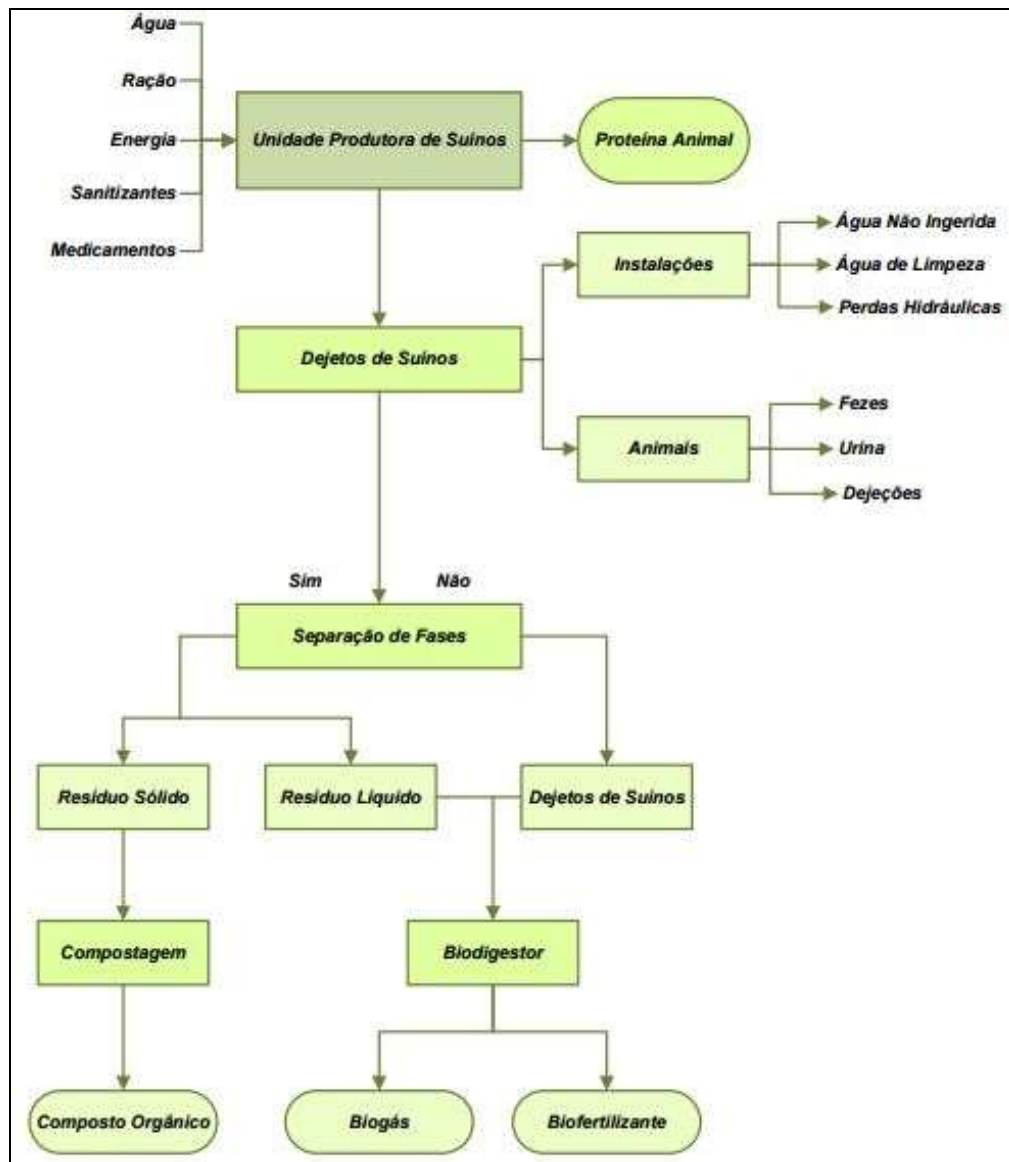 Água
Ração
Energia
Sanitizantes
Medicamentos
Unidade Produtora de Suínos
Proteína Animal
Instalações
Água Não Ingerida
Água de Limpeza
Perdas Hidráulicas
Dejetos de Suínos
Animais
Fezes
Urina
Dejeções
Sim
Não
Separação de Fases
Resíduo Sólido
Resíduo Líquido
Dejetos de Suínos
Compostagem
Biodigestor
Composto Orgânico
Biogás
Biofertilizante